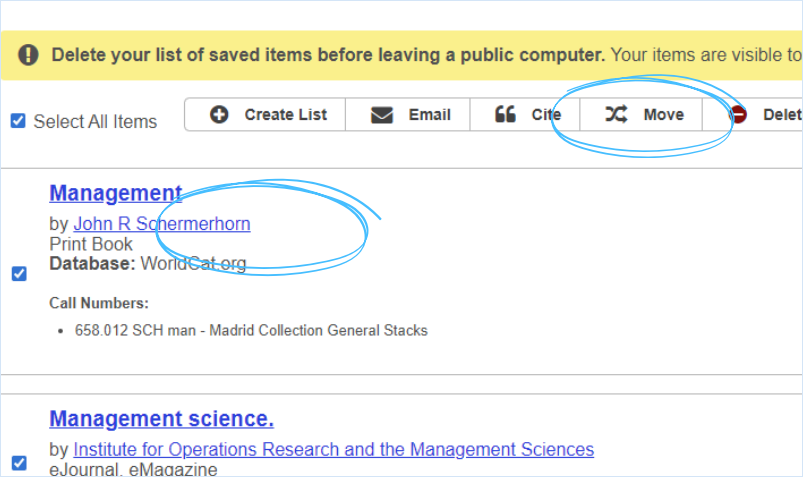 Delete your list of saved items before leaving a public computer. Your items are visible to
Select All Items
Create List
Email
Cite
Move
Delet
Management
by John R Schermerhorn
Print Book
Database: WorldCat.org
Call Numbers:
• 658.012 SCH man - Madrid Collection General Stacks
Management science.
by Institute for Operations Research and the Management Sciences
eJournal, eMagazine